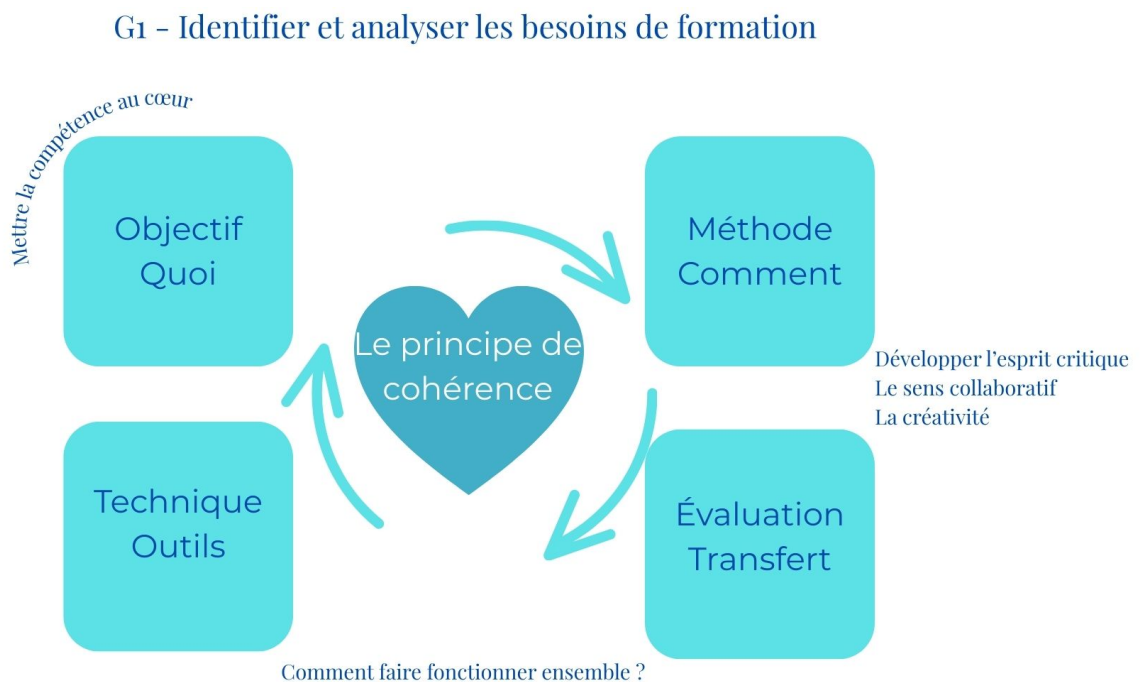 G1 - Identifier et analyser les besoins de formation
Mettre la compétence au cœur
Objectif
Quoi
Méthode
Comment
Le principe de
cohérence
Développer l’esprit critique
Le sens collaboratif
La créativité
Technique
Outils
Évaluation
Transfert
Comment faire fonctionner ensemble ?